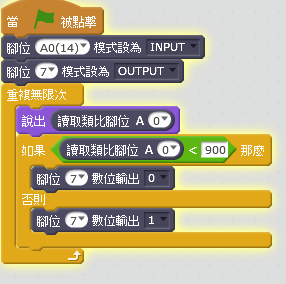 當 被點擊
腳位 A0(14) 模式設為 INPUT
腳位 7 模式設為 OUTPUT
重複無限次
說出 讀取類比腳位 A 0
如果 讀取類比腳位 A 0 < 900 那麼
腳位 7 數位輸出 0
否則
腳位 7 數位輸出 1